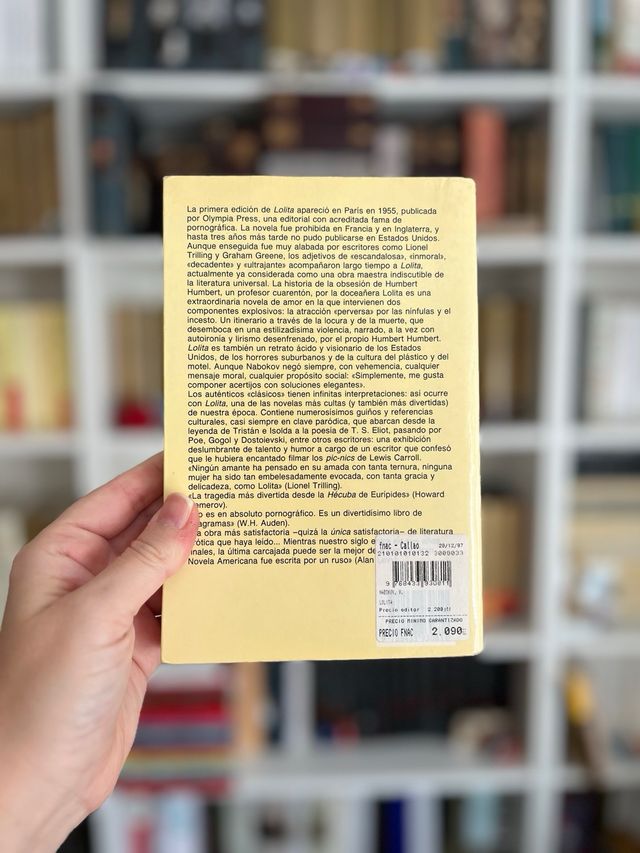 La primera edición de Lolita apareció en París en 1955, publicada
por Olympia Press, una editorial con acreditada fama de
pornográfica. La novela fue prohibida en Francia y en Inglaterra, y
hasta tres años más tarde no pudo publicarse en Estados Unidos.
Aunque enseguida fue muy alabada por escritores como Lionel
Trilling y Graham Greene, los adjetivos de «escandalosa», «inmoral»,
«decadente» y «ultrajante» acompañaron largo tiempo a Lolita,
actualmente ya considerada como una obra maestra indiscutible de
la literatura universal. La historia de la obsesión de Humbert
Humbert, un profesor cuarentón, por la doceañera Lolita es una
extraordinaria novela de amor en la que intervienen dos
componentes explosivos: la atracción «perversa» por las nínfulas y el
incesto. Un itinerario a través de la locura y de la muerte, que
desemboca en una estilizadísima violencia, narrado, a la vez con
autoironía y lirismo desenfrenado, por el propio Humbert Humbert.
Lolita es también un retrato ácido y visionario de los Estados
Unidos, de los horrores suburbanos y de la cultura del plástico y del
motel. Aunque Nabokov negó siempre, con vehemencia, cualquier
mensaje moral, cualquier propósito social: «Simplemente, me gusta
componer acertijos con soluciones elegantes».
Los auténticos «clásicos» tienen infinitas interpretaciones: así ocurre
con Lolita, una de las novelas más cultas (y también más divertidas)
de nuestra época. Contiene numerosísimos guiños y referencias
culturales, casi siempre en clave paródica, que abarcan desde la
leyenda de Tristán e Isolda a la poesía de T. S. Eliot, pasando por
Poe, Gogol y Dostoievski, entre otros escritores: una exhibición
deslumbrante de talento y humor a cargo de un escritor que confesó
que le hubiera encantado filmar los pic-nics de Lewis Carroll.
«Ningún amante ha pensado en su amada con tanta ternura, ninguna
mujer ha sido tan embelesadamente evocada, con tanta gracia y
delicadeza, como Lolita» (Lionel Trilling).
«La tragedia más divertida desde la Hécuba de Eurípides» (Howard
emerov).
o es en absoluto pornográfico. Es un divertidísimo libro de
agramas» (W.H. Auden).
a obra más satisfactoria –quizá la única satisfactoria– de literatura
ótica que haya leído... Mientras nuestro siglo e
inales, la última carcajada puede ser la mejor de
Novela Americana fue escrita por un ruso» (Alan
fnac - Callao 20/12/97
210101010132 3008033
9 788433 930811
NABOKOV, V.
LOLITA
Precio editor 2.200
PRECIO MINIMO GARANTIZADO
PRECIO FNAC 2.090